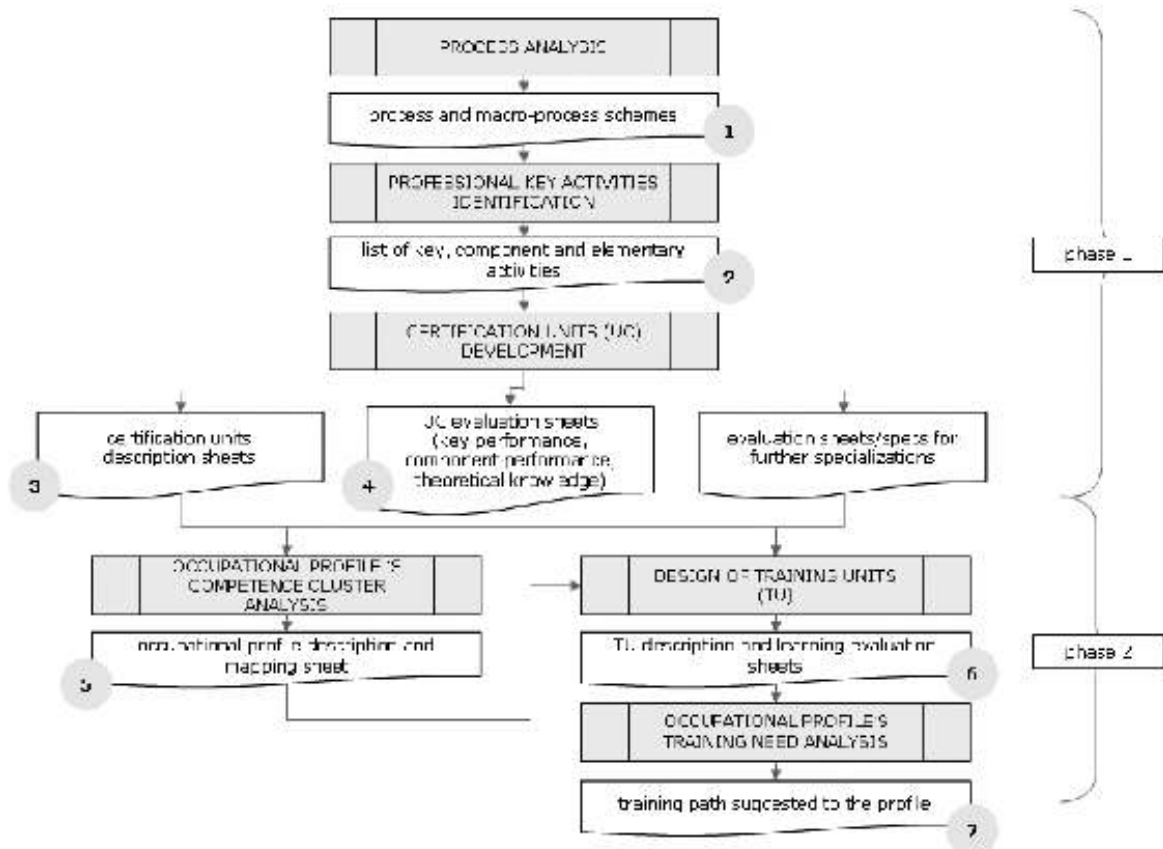 PROCESS ANALYSIS
process and macro-process schemes
1
PROFESSIONAL KEY ACTIVITIES
IDENTIFICATION
list of key, component and elementary
activities
2
CERTIFICATION UNITS (UC)
DEVELOPMENT
phase 1
certification units
description sheets
3
UC evaluation sheets
(key performance,
component performance,
theoretical knowledge)
4
evaluation sheets/specs for
further specializations
OCCUPATIONAL PROFILE'S
COMPETENCE CLUSTER
ANALYSIS
DESIGN OF TRAINING UNITS
(TU)
occupational profile description and
mapping sheet
5
TU description and learning evaluation
sheets
6
phase 2
OCCUPATIONAL PROFILE'S
TRAINING NEED ANALYSIS
training path suggested to the profile
7